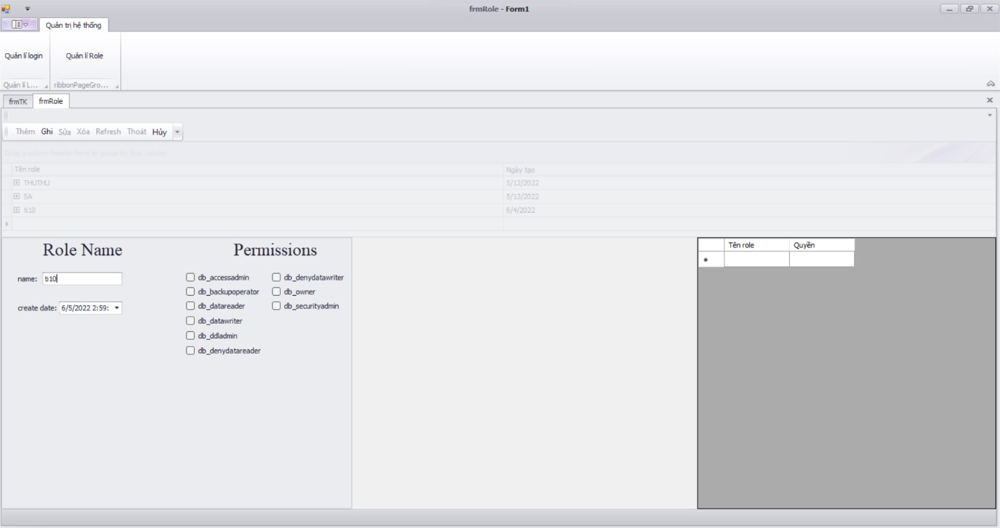 frmRole - Form1
Quản trị hệ thống
Quản lí login
Quản lí Role
Quản lí L...
ribbonPageGro...
frmTK
frmRole
Thêm Ghi Sửa Xóa Refresh Thoát Hủy
Drag a column header here to group by that column
Tên role Ngày tạo
THUTHU 5/12/2022
SA 5/13/2022
ti10 6/4/2022
Role Name
name: ti10
create date: 6/5/2022 2:59:
Permissions
db_accessadmin db_denydatawriter
db_backupoperator db_owner
db_datareader db_securityadmin
db_datawriter
db_ddladmin
db_denydatareader
Tên role Quyền